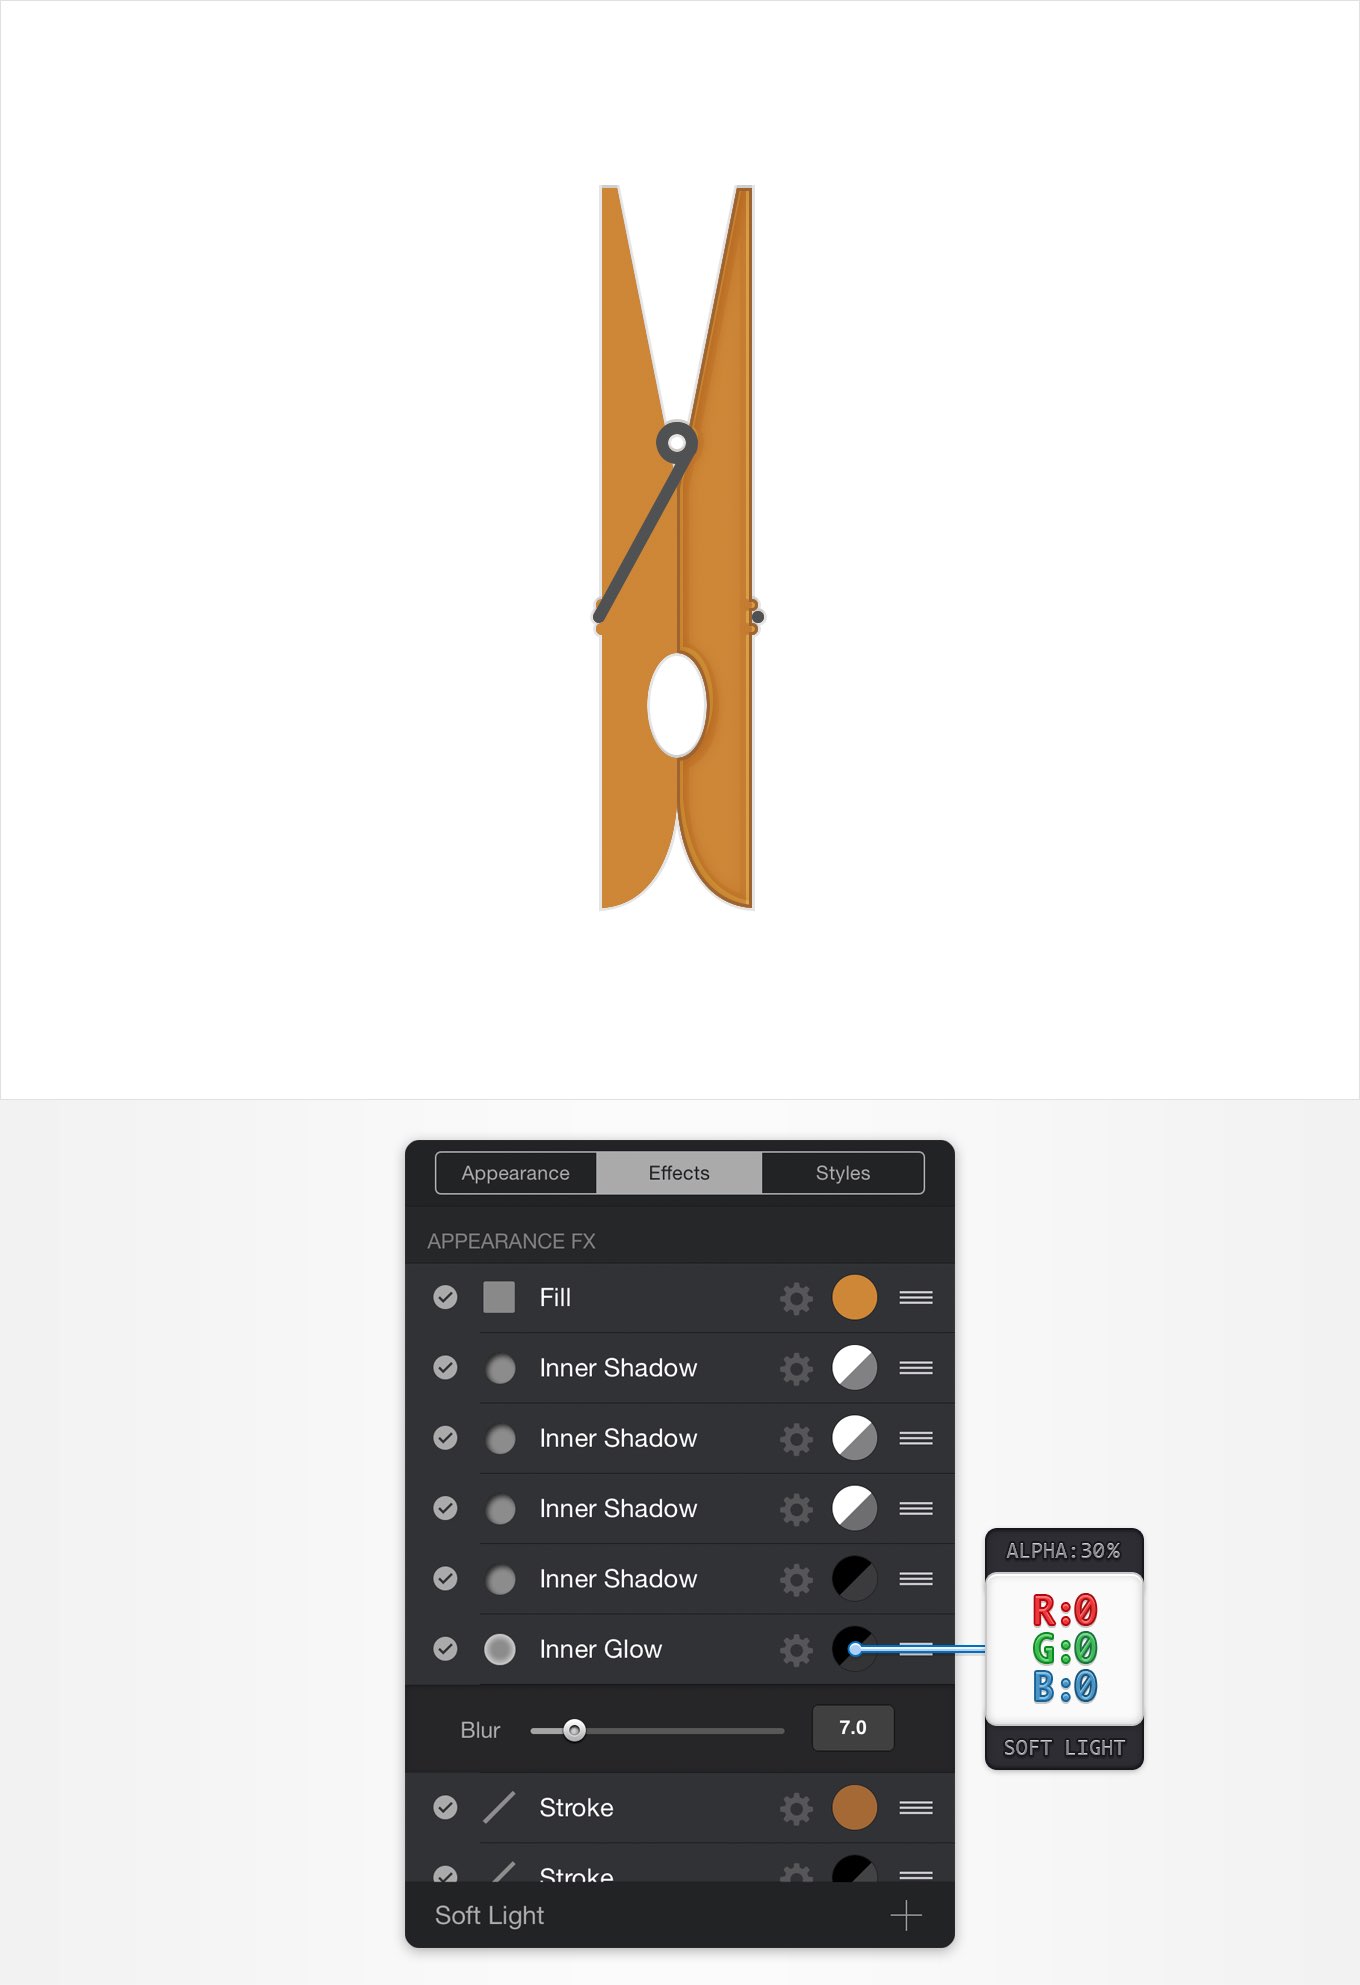 Appearance Effects Styles
APPEARANCE FX
Fill
Inner Shadow
Inner Shadow
Inner Shadow
Inner Shadow
Inner Glow
Blur 7.0
Stroke
Stroke
Soft Light
ALPHA:30%
R:0
G:0
B:0
SOFT LIGHT